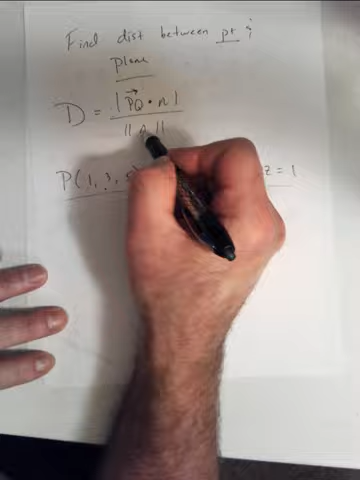 Find dist between pt &
plane
D = |PQ • n|
|| n ||
P(1, 3, z = 1